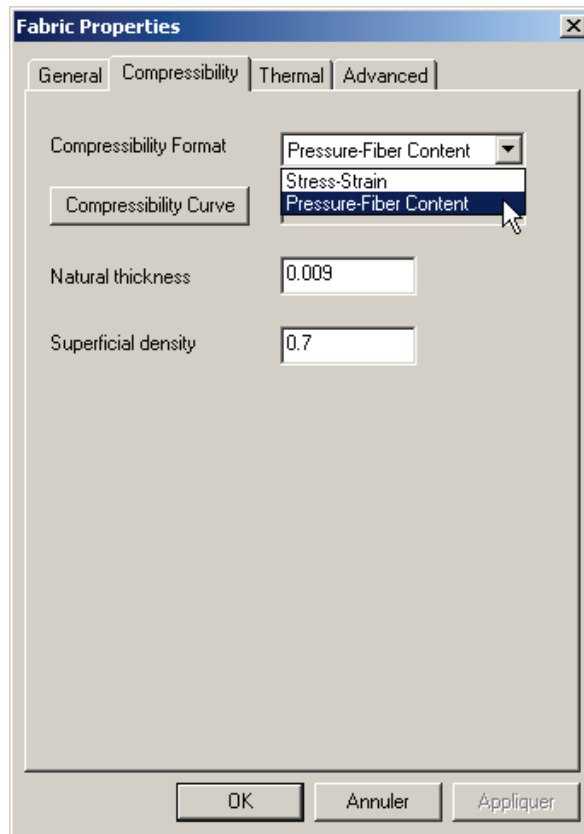 Fabric Properties
General Compressibility Thermal Advanced
Compressibility Format Pressure-Fiber Content
Stress-Strain
Compressibility Curve Pressure-Fiber Content
Natural thickness 0.009
Superficial density 0.7
OK Annuler Appliquer